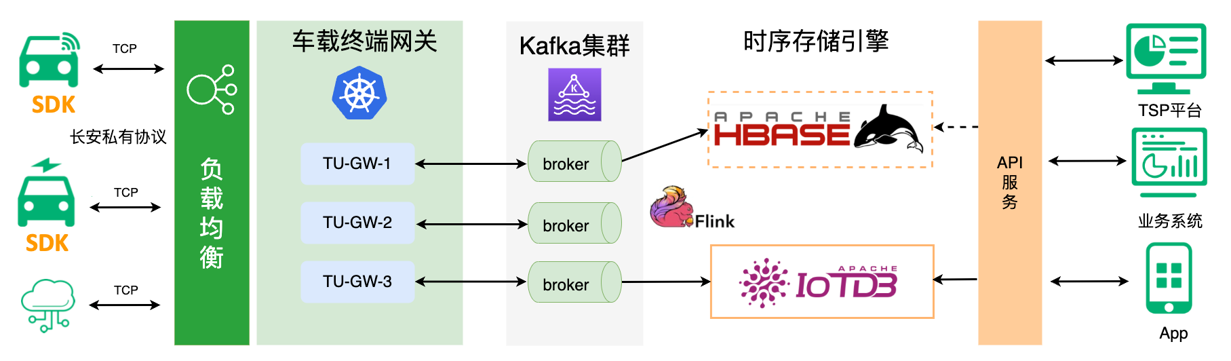 TCP
SDK
长安私有协议
TCP
SDK
TCP
负载均衡
车载终端网关
TU-GW-1
TU-GW-2
TU-GW-3
Kafka集群
K
broker
broker
broker
时序存储引擎
APACHE
HBASE
Flink
APACHE
IOTDB
API
服
务
TSP平台
业务系统
App